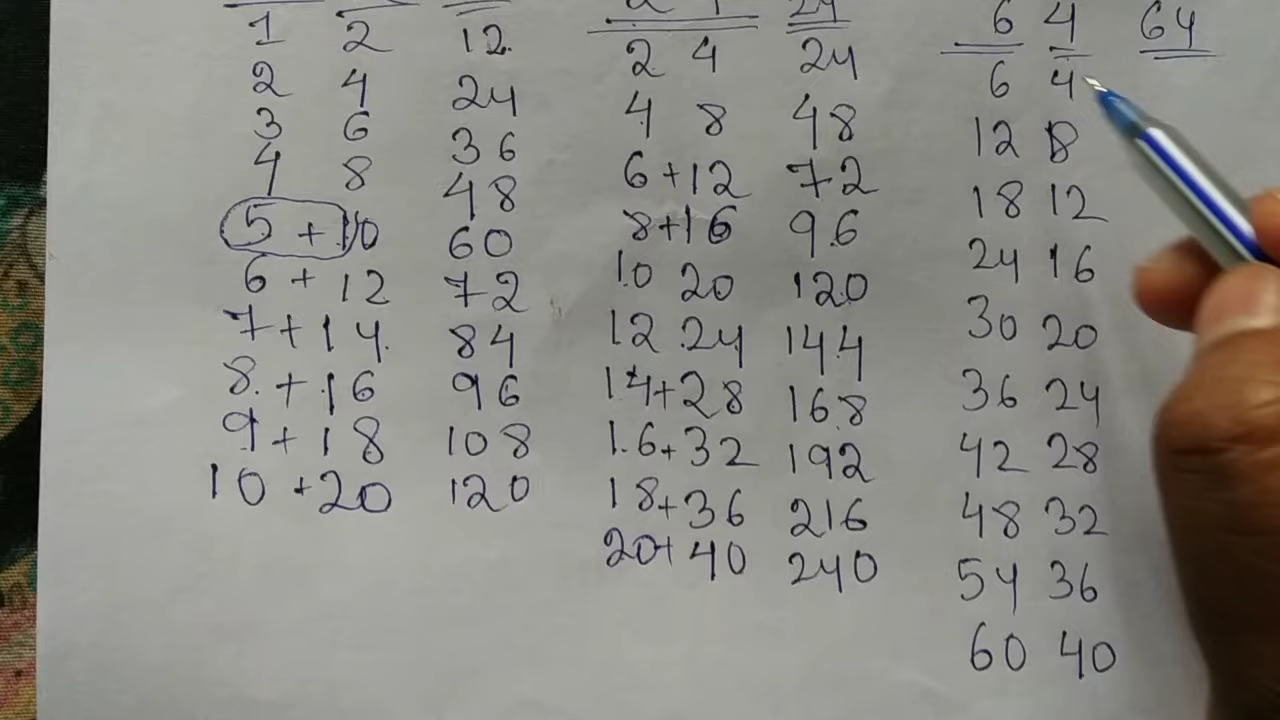 1 2 12
2 4 24
3 6 36
4 8 48
5 + 10 60
6 + 12 72
7 + 14 84
8 + 16 96
9 + 18 108
10 + 20 120
24
2 4 24
4 8 48
6 + 12 72
8 + 16 96
10 20 120
12 24 144
14 + 28 168
16 + 32 192
18 + 36 216
20 + 40 240
6 4 64
6 4
12 8
18 12
24 16
30 20
36 24
42 28
48 32
54 36
60 40